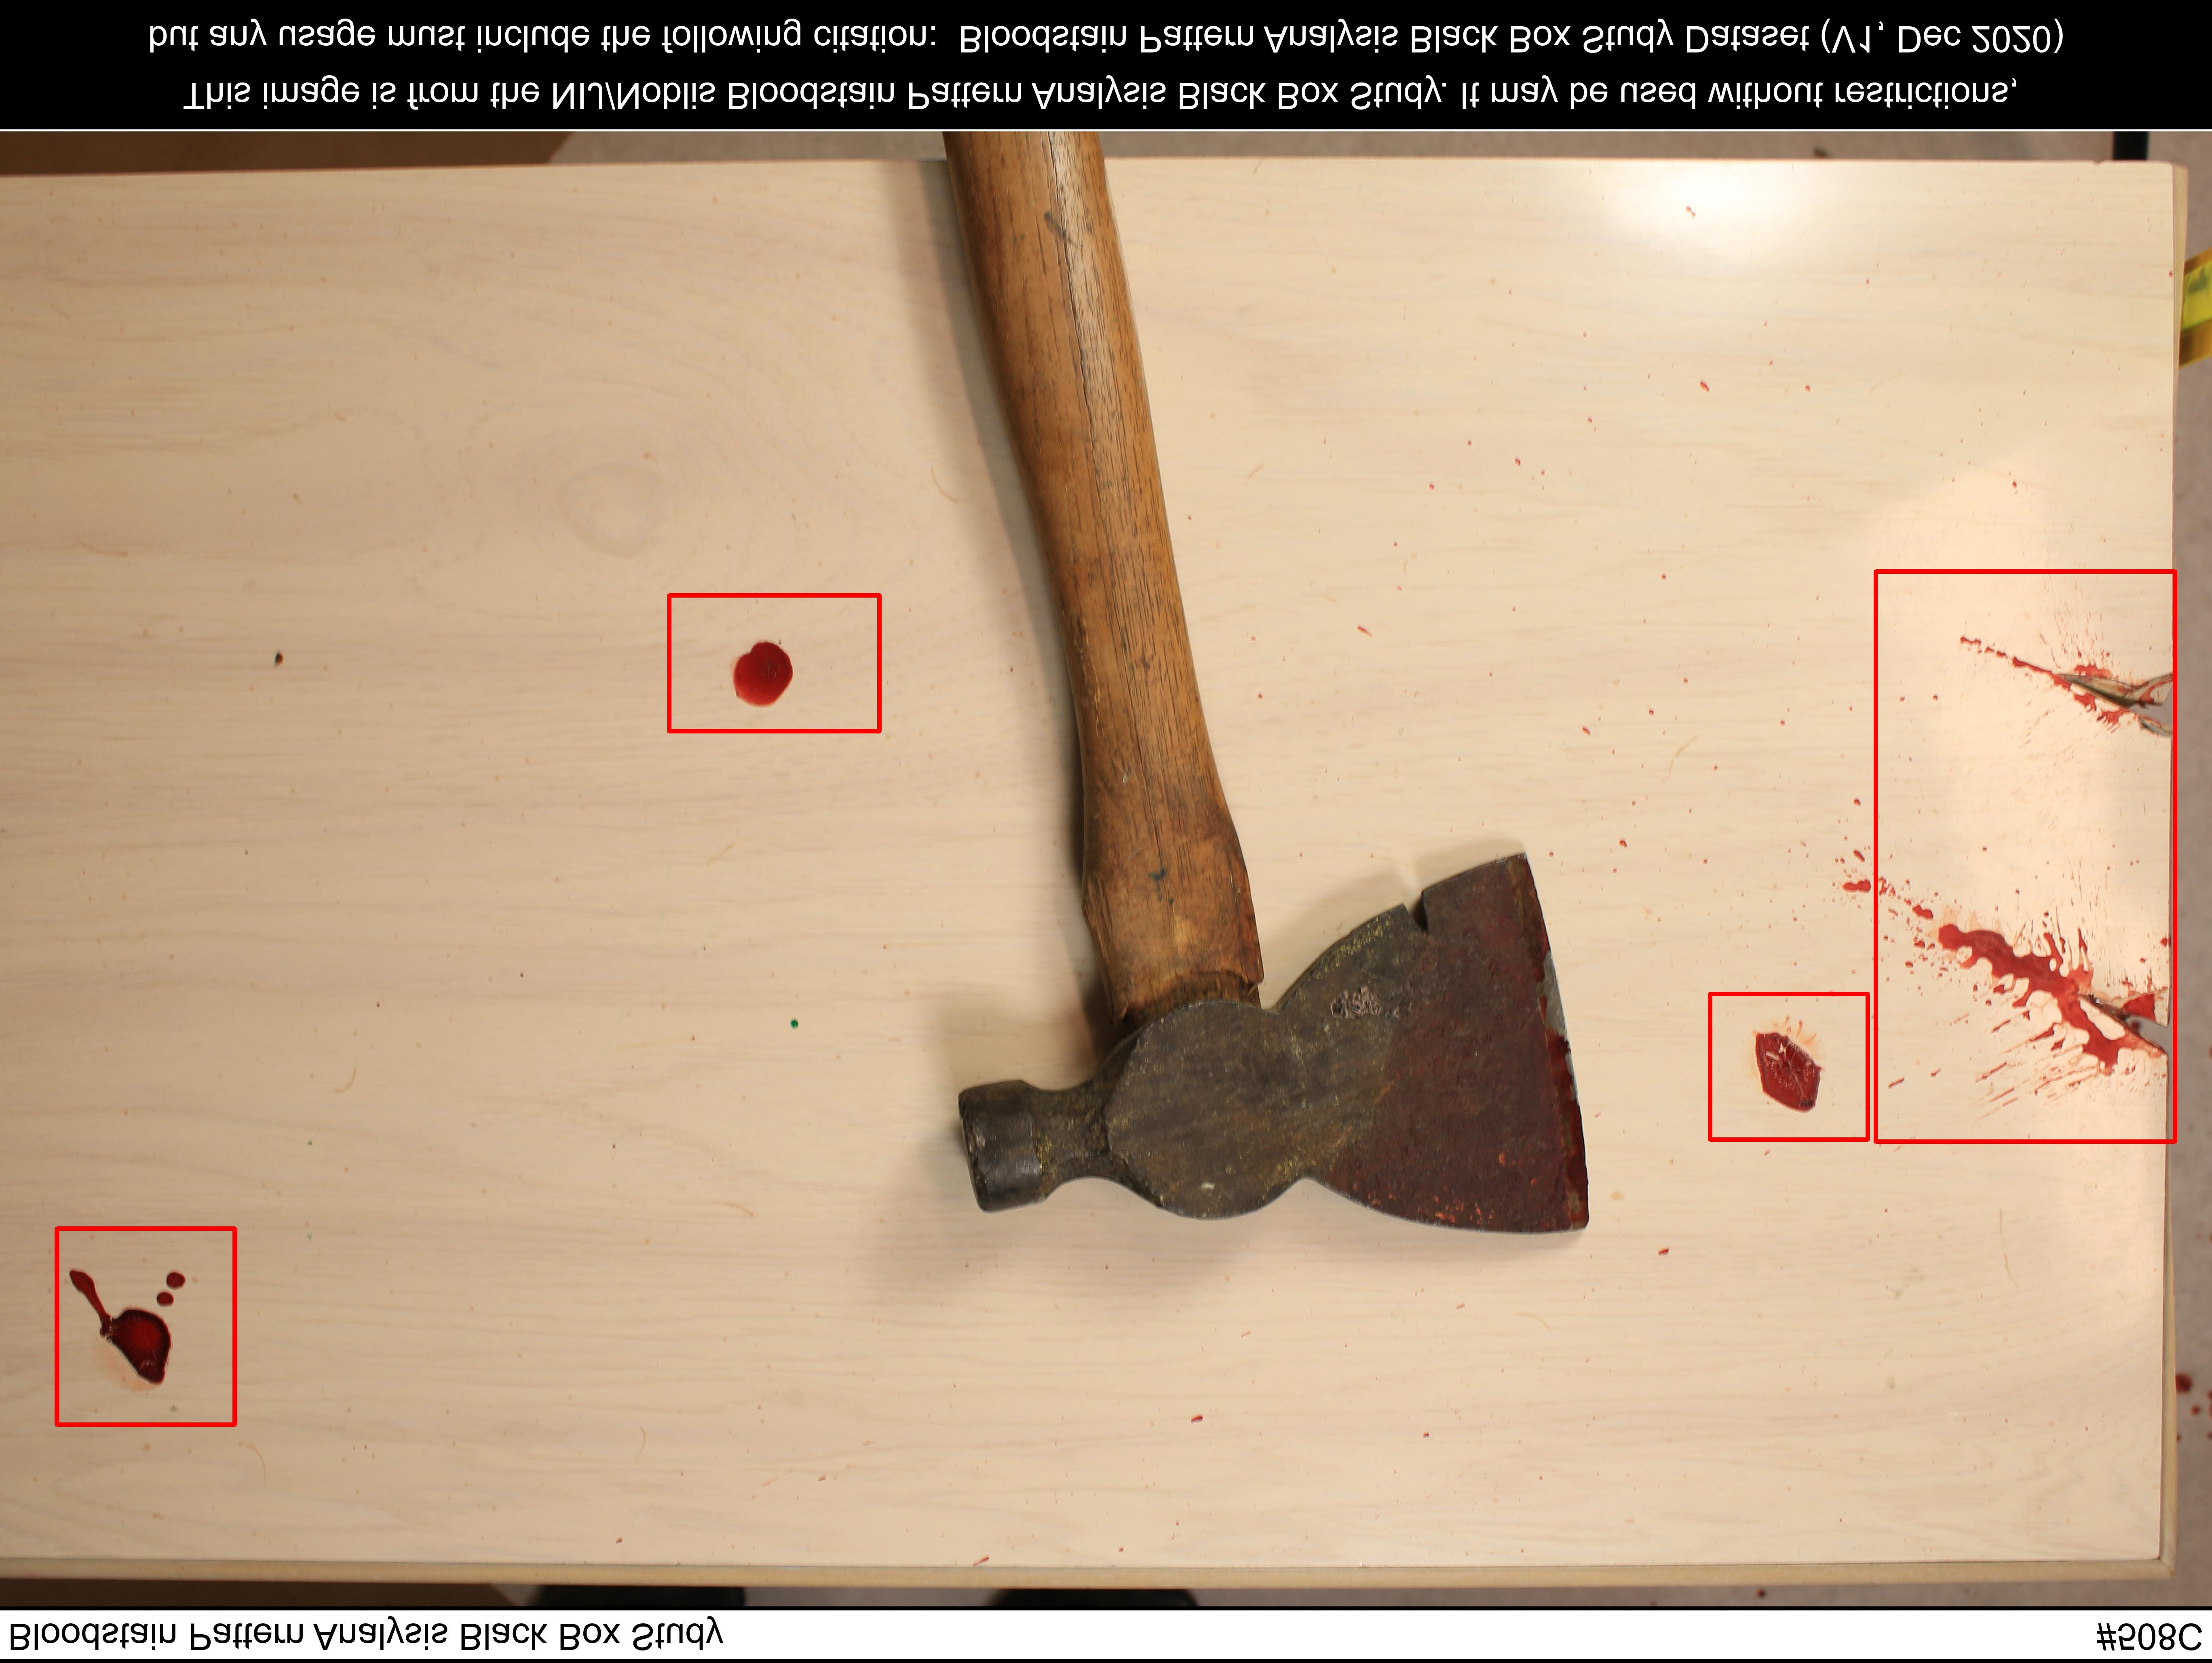 Bloodstain Pattern Analysis Black Box Study #508C
This image is from the NIJ/Noblis Bloodstain Pattern Analysis Black Box Study. It may be used without restrictions,
but any usage must include the following citation: Bloodstain Pattern Analysis Black Box Study Dataset (V1, Dec 2020)